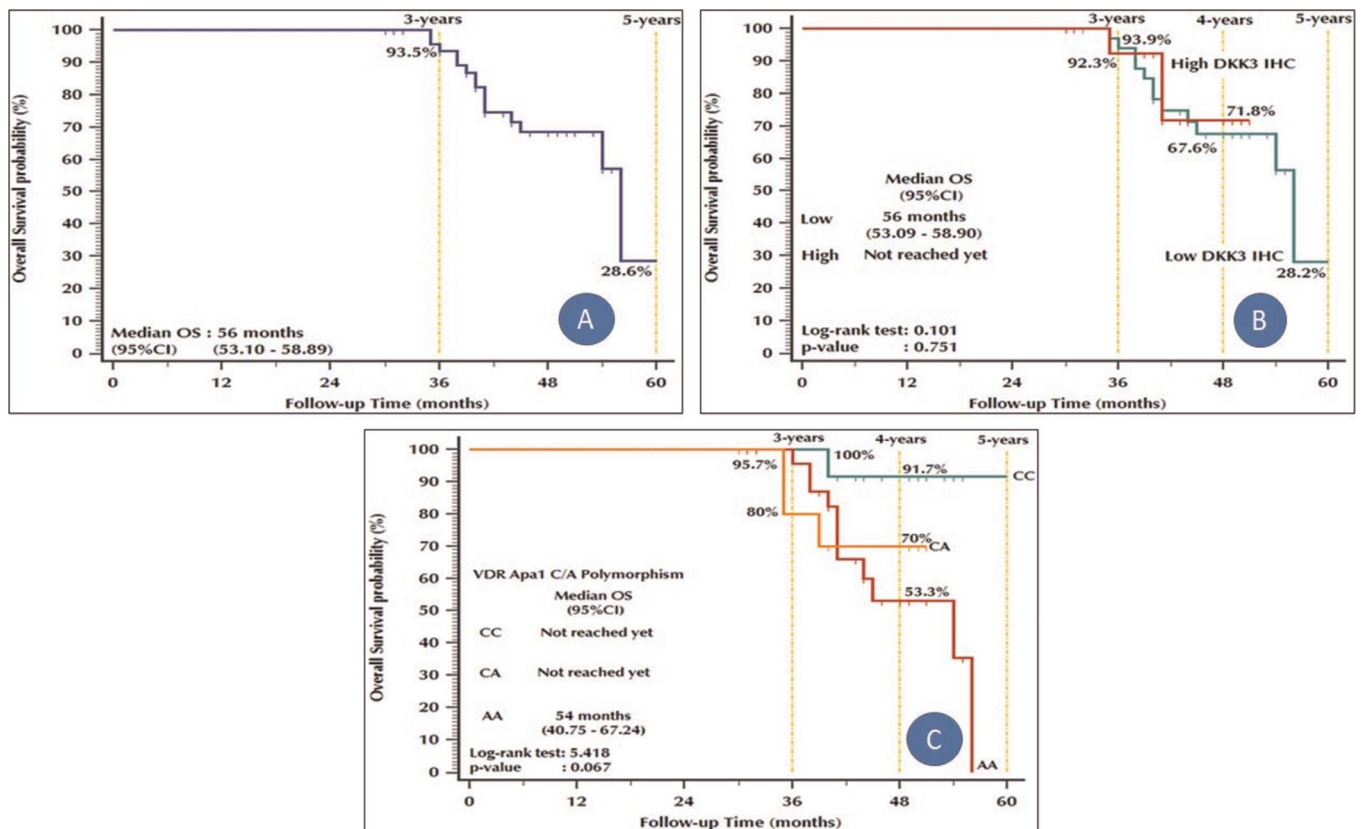 3-years 5-years
100
90
80
70
60
50
40
30
20
10
0
Overall Survival probability (%)
93.5%
28.6%
A
Median OS : 56 months
(95%CI) (53.10 - 58.89)
0 12 24 36 48 60
Follow-up Time (months)
3-years 4-years 5-years
100
90
80
70
60
50
40
30
20
10
0
Overall Survival probability (%)
93.9%
92.3%
High DKK3 IHC
71.8%
67.6%
Median OS
(95%CI)
Low 56 months
(53.09 - 58.90)
High Not reached yet
Low DKK3 IHC
28.2%
B
Log-rank test: 0.101
p-value : 0.751
0 12 24 36 48 60
Follow-up Time (months)
3-years 4-years 5-years
100
90
80
70
60
50
40
30
20
10
0
Overall Survival probability (%)
100%
95.7%
91.7%
CC
80%
70%
CA
53.3%
VDR Apa1 C/A Polymorphism
Median OS
(95%CI)
CC Not reached yet
CA Not reached yet
AA 54 months
(40.75 - 67.24)
Log-rank test: 5.418
p-value : 0.067
C
AA
0 12 24 36 48 60
Follow-up Time (months)